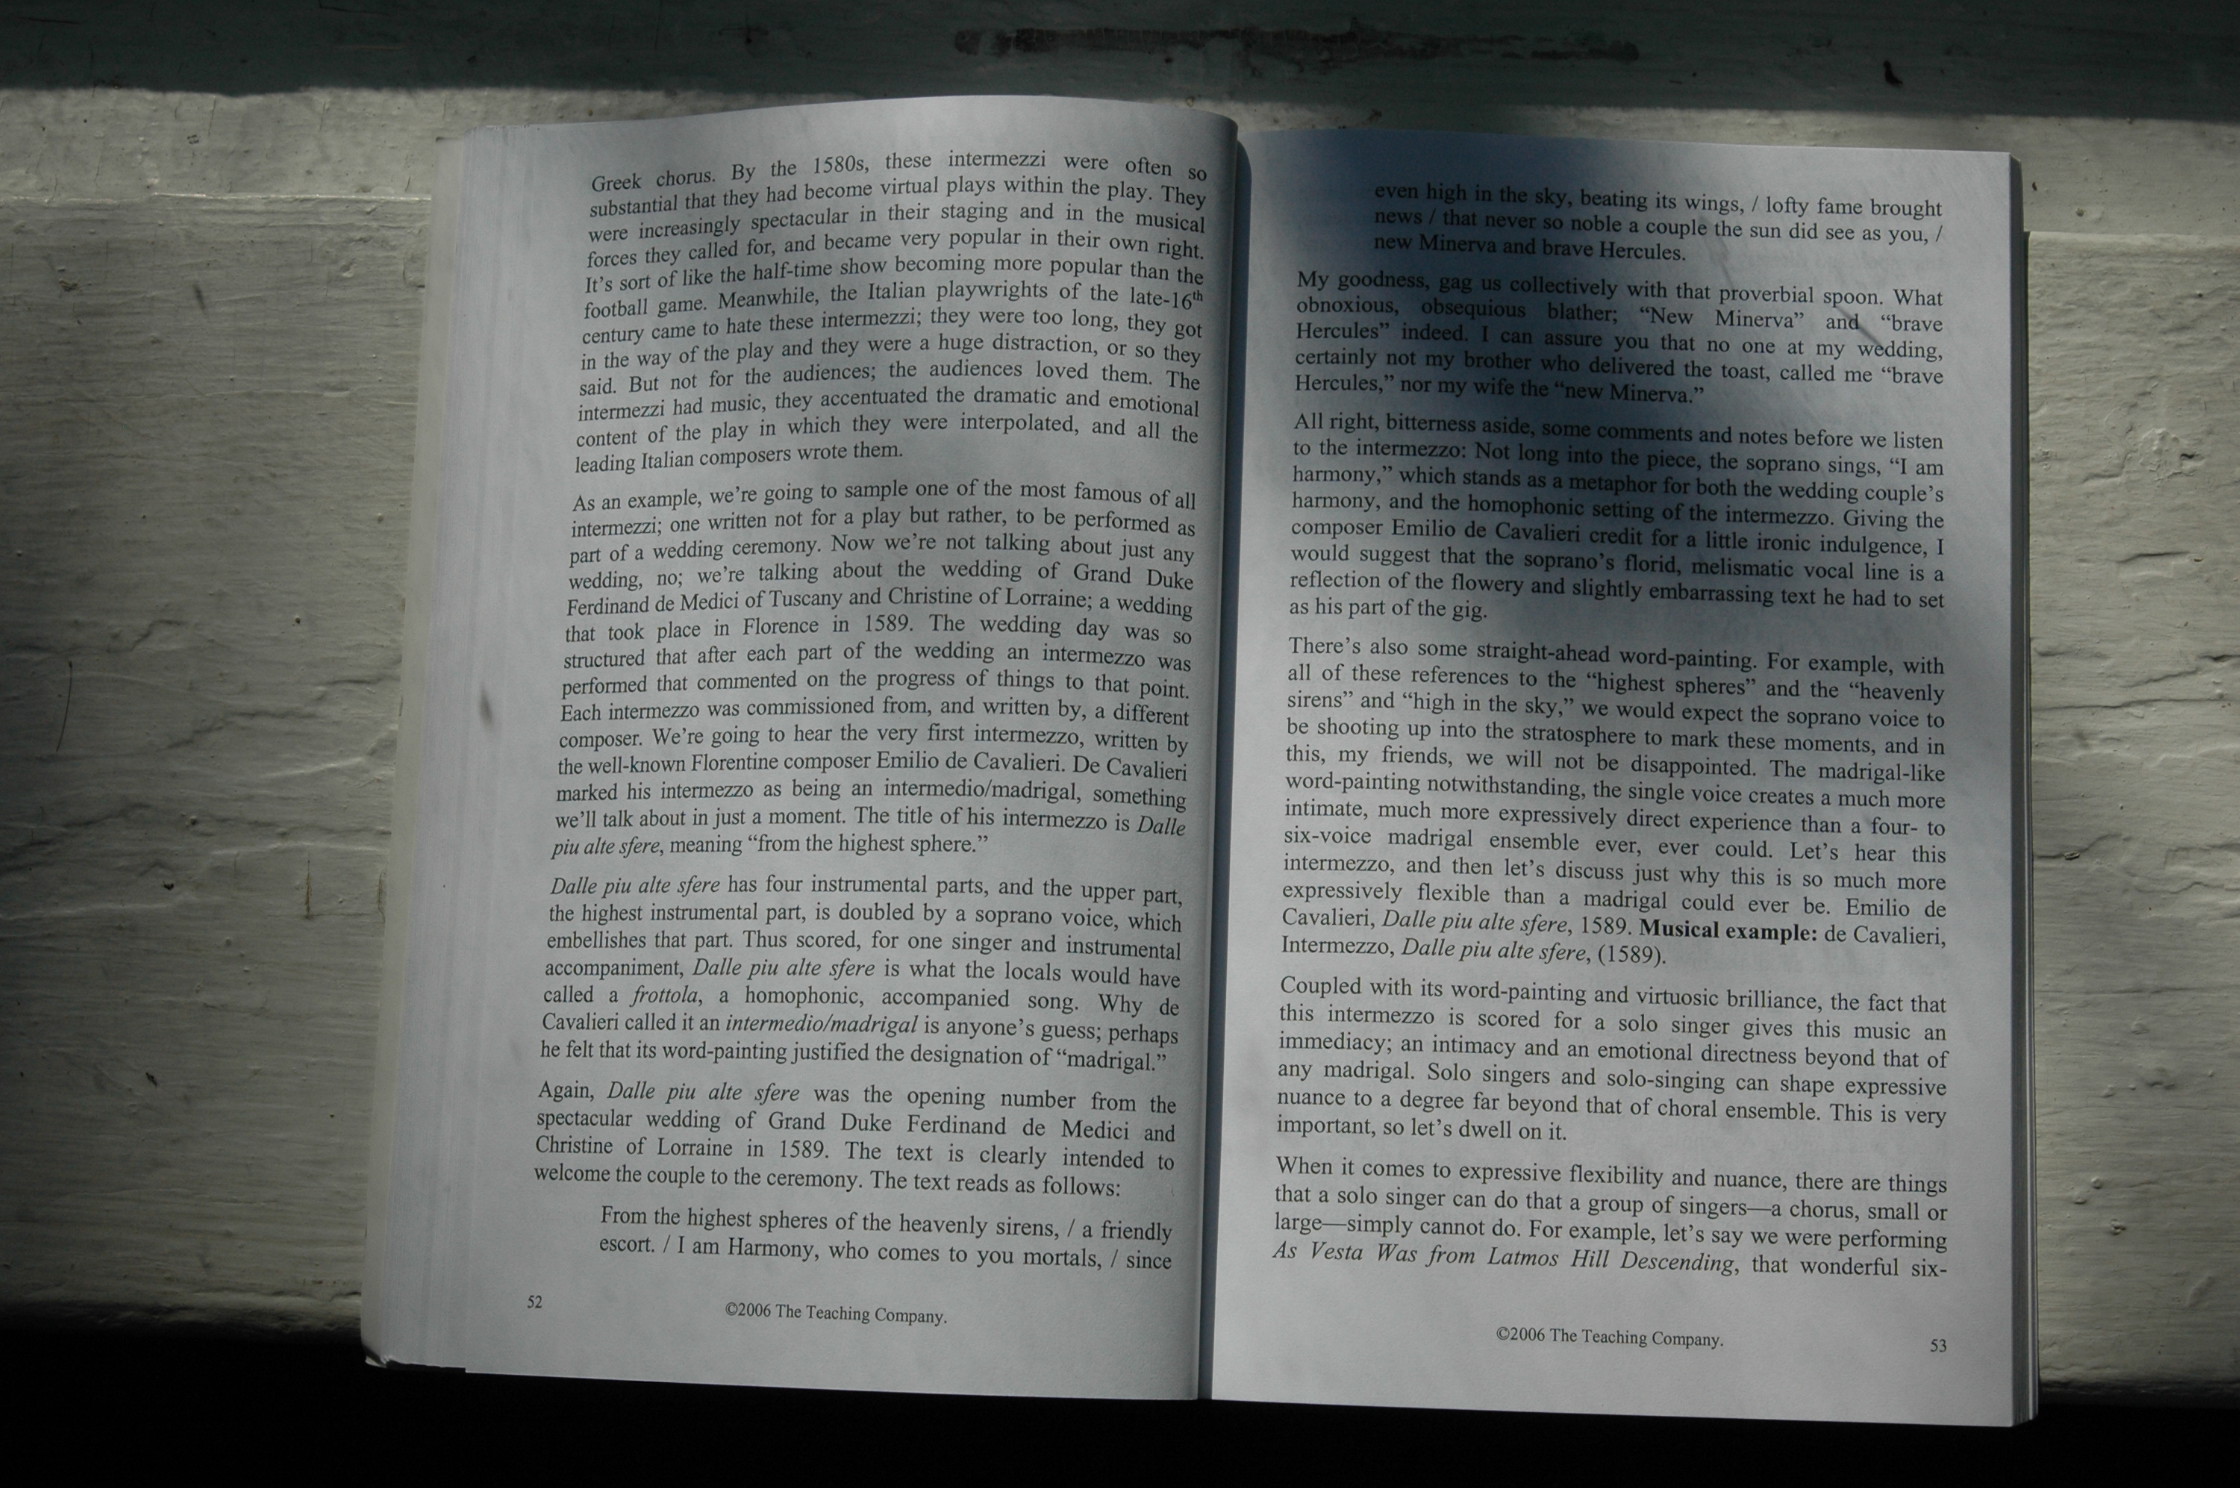 Greek chorus. By the 1580s, these intermezzi were often so
substantial that they had become virtual plays within the play. They
were increasingly spectacular in their staging and in the musical
forces they called for, and became very popular in their own right.
It’s sort of like the half-time show becoming more popular than the
football game. Meanwhile, the Italian playwrights of the late-16th
century came to hate these intermezzi; they were too long, they got
in the way of the play and they were a huge distraction, or so they
said. But not for the audiences; the audiences loved them. The
intermezzi had music, they accentuated the dramatic and emotional
content of the play in which they were interpolated, and all the
leading Italian composers wrote them.
As an example, we’re going to sample one of the most famous of all
intermezzi; one written not for a play but rather, to be performed as
part of a wedding ceremony. Now we’re not talking about just any
wedding, no; we’re talking about the wedding of Grand Duke
Ferdinand de Medici of Tuscany and Christine of Lorraine; a wedding
that took place in Florence in 1589. The wedding day was so
structured that after each part of the wedding an intermezzo was
performed that commented on the progress of things to that point.
Each intermezzo was commissioned from, and written by, a different
composer. We’re going to hear the very first intermezzo, written by
the well-known Florentine composer Emilio de Cavalieri. De Cavalieri
marked his intermezzo as being an intermedio/madrigal, something
we’ll talk about in just a moment. The title of his intermezzo is Dalle
piu alte sfere, meaning “from the highest sphere.”
Dalle piu alte sfere has four instrumental parts, and the upper part,
the highest instrumental part, is doubled by a soprano voice, which
embellishes that part. Thus scored, for one singer and instrumental
accompaniment, Dalle piu alte sfere is what the locals would have
called a frottola, a homophonic, accompanied song. Why de
Cavalieri called it an intermedio/madrigal is anyone’s guess; perhaps
he felt that its word-painting justified the designation of “madrigal.”
Again, Dalle piu alte sfere was the opening number from the
spectacular wedding of Grand Duke Ferdinand de Medici and
Christine of Lorraine in 1589. The text is clearly intended to
welcome the couple to the ceremony. The text reads as follows:
From the highest spheres of the heavenly sirens, / a friendly
escort. / I am Harmony, who comes to you mortals, / since
52
©2006 The Teaching Company.
even high in the sky, beating its wings, / lofty fame brought
news / that never so noble a couple the sun did see as you, /
new Minerva and brave Hercules.
My goodness, gag us collectively with that proverbial spoon. What
obnoxious, obsequious blather; “New Minerva” and “brave
Hercules” indeed. I can assure you that no one at my wedding,
certainly not my brother who delivered the toast, called me “brave
Hercules,” nor my wife the “new Minerva.”
All right, bitterness aside, some comments and notes before we listen
to the intermezzo: Not long into the piece, the soprano sings, “I am
harmony,” which stands as a metaphor for both the wedding couple’s
harmony, and the homophonic setting of the intermezzo. Giving the
composer Emilio de Cavalieri credit for a little ironic indulgence, I
would suggest that the soprano’s florid, melismatic vocal line is a
reflection of the flowery and slightly embarrassing text he had to set
as his part of the gig.
There’s also some straight-ahead word-painting. For example, with
all of these references to the “highest spheres” and the “heavenly
sirens” and “high in the sky,” we would expect the soprano voice to
be shooting up into the stratosphere to mark these moments, and in
this, my friends, we will not be disappointed. The madrigal-like
word-painting notwithstanding, the single voice creates a much more
intimate, much more expressively direct experience than a four- to
six-voice madrigal ensemble ever, ever could. Let’s hear this
intermezzo, and then let’s discuss just why this is so much more
expressively flexible than a madrigal could ever be. Emilio de
Cavalieri, Dalle piu alte sfere, 1589. Musical example: de Cavalieri,
Intermezzo, Dalle piu alte sfere, (1589).
Coupled with its word-painting and virtuosic brilliance, the fact that
this intermezzo is scored for a solo singer gives this music an
immediacy; an intimacy and an emotional directness beyond that of
any madrigal. Solo singers and solo-singing can shape expressive
nuance to a degree far beyond that of choral ensemble. This is very
important, so let’s dwell on it.
When it comes to expressive flexibility and nuance, there are things
that a solo singer can do that a group of singers—a chorus, small or
large—simply cannot do. For example, let’s say we were performing
As Vesta Was from Latmos Hill Descending, that wonderful six-
©2006 The Teaching Company.
53